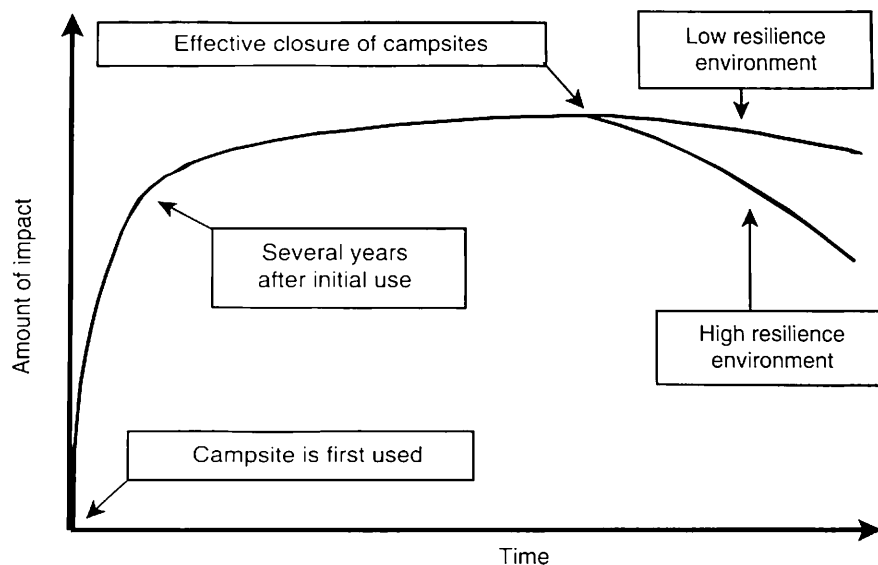 Effective closure of campsites
Low resilience
environment
Amount of impact
Several years
after initial use
High resilience
environment
Campsite is first used
Time